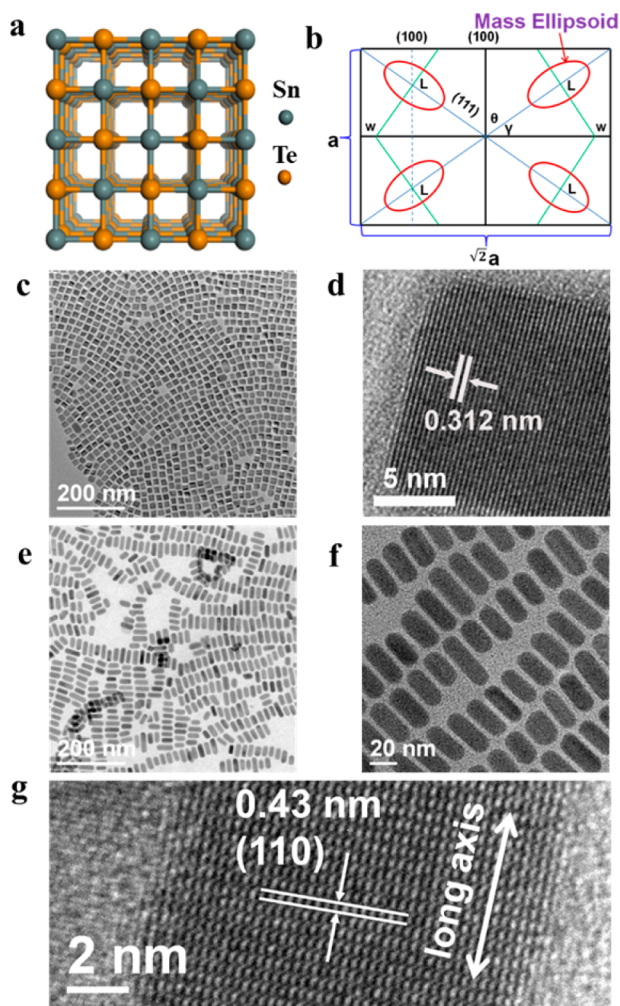 a
Sn
Te
b
Mass Ellipsoid
(100)
(100)
L
L
(111)
θ
γ
w
w
a
L
L
√2 a
c
200 nm
d
0.312 nm
5 nm
e
200 nm
f
20 nm
g
0.43 nm
(110)
long axis
2 nm